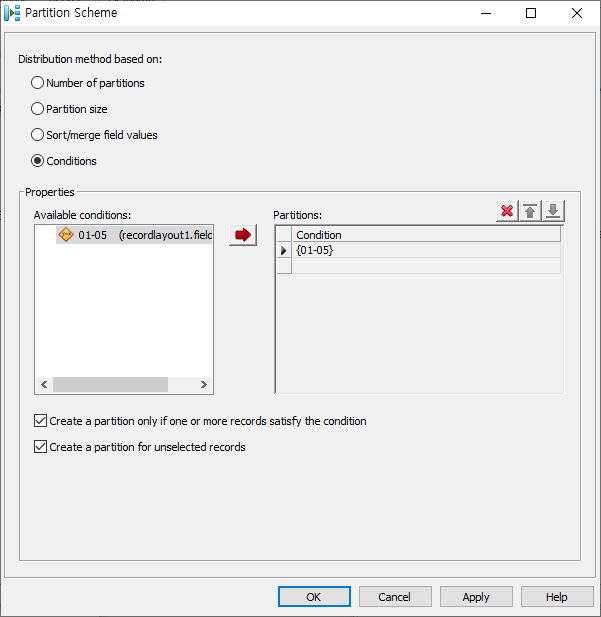 Partition Scheme
Distribution method based on:
Number of partitions
Partition size
Sort/merge field values
Conditions
Properties
Available conditions:
Partitions:
01-05 (recordlayout1.field
Condition
{01-05}
Create a partition only if one or more records satisfy the condition
Create a partition for unselected records
OK
Cancel
Apply
Help